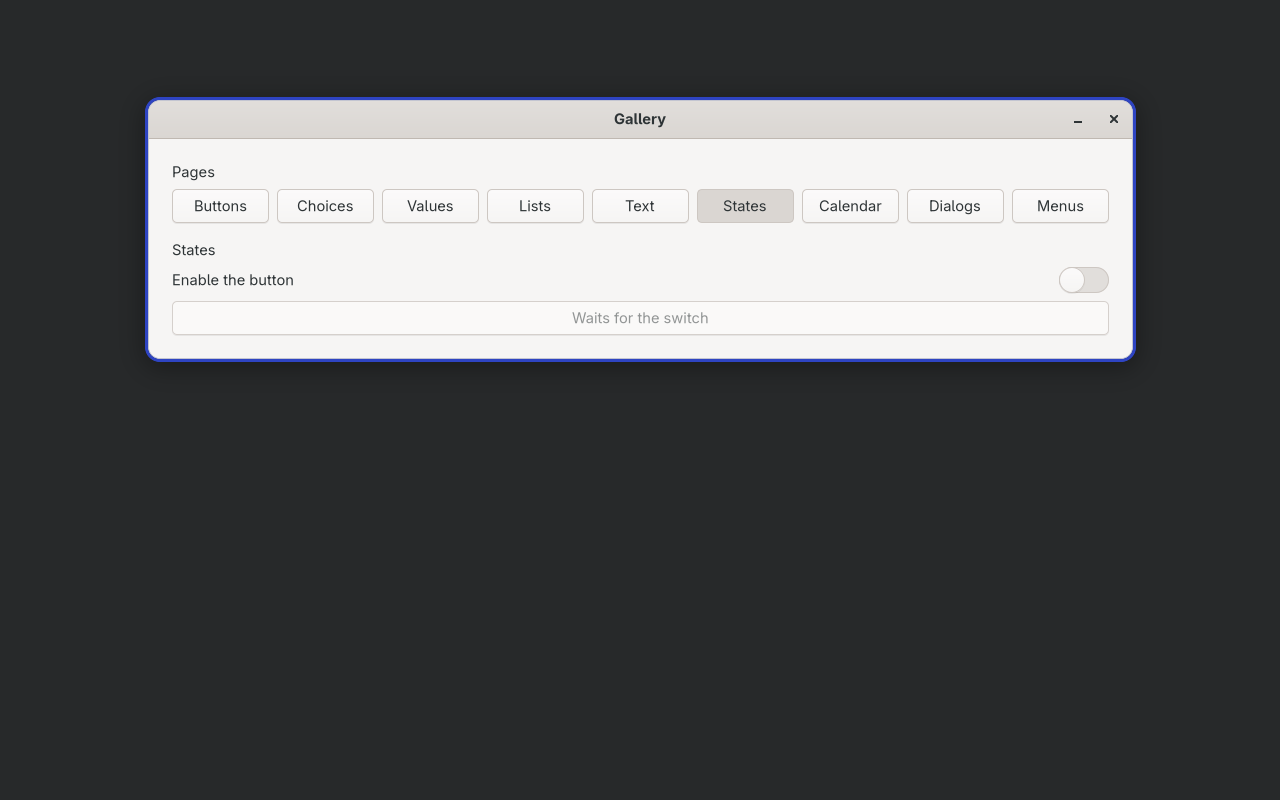 Gallery
Pages
Buttons Choices Values Lists Text States Calendar Dialogs Menus
States
Enable the button
Waits for the switch